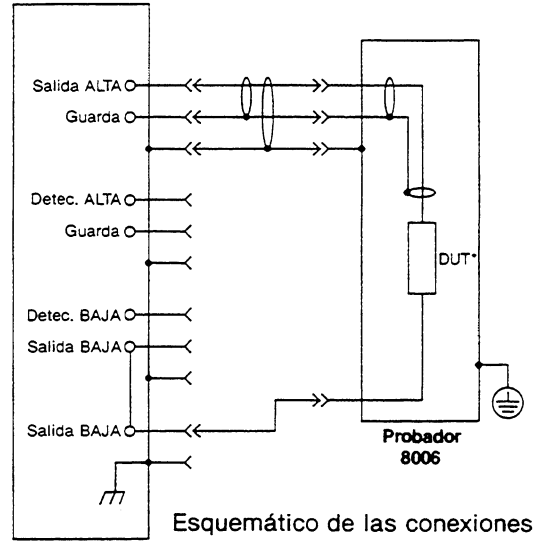 Salida ALTA
Guarda
Detec. ALTA
Guarda
DUT*
Detec. BAJA
Salida BAJA
Salida BAJA
Probador
8006
Esquemático de las conexiones